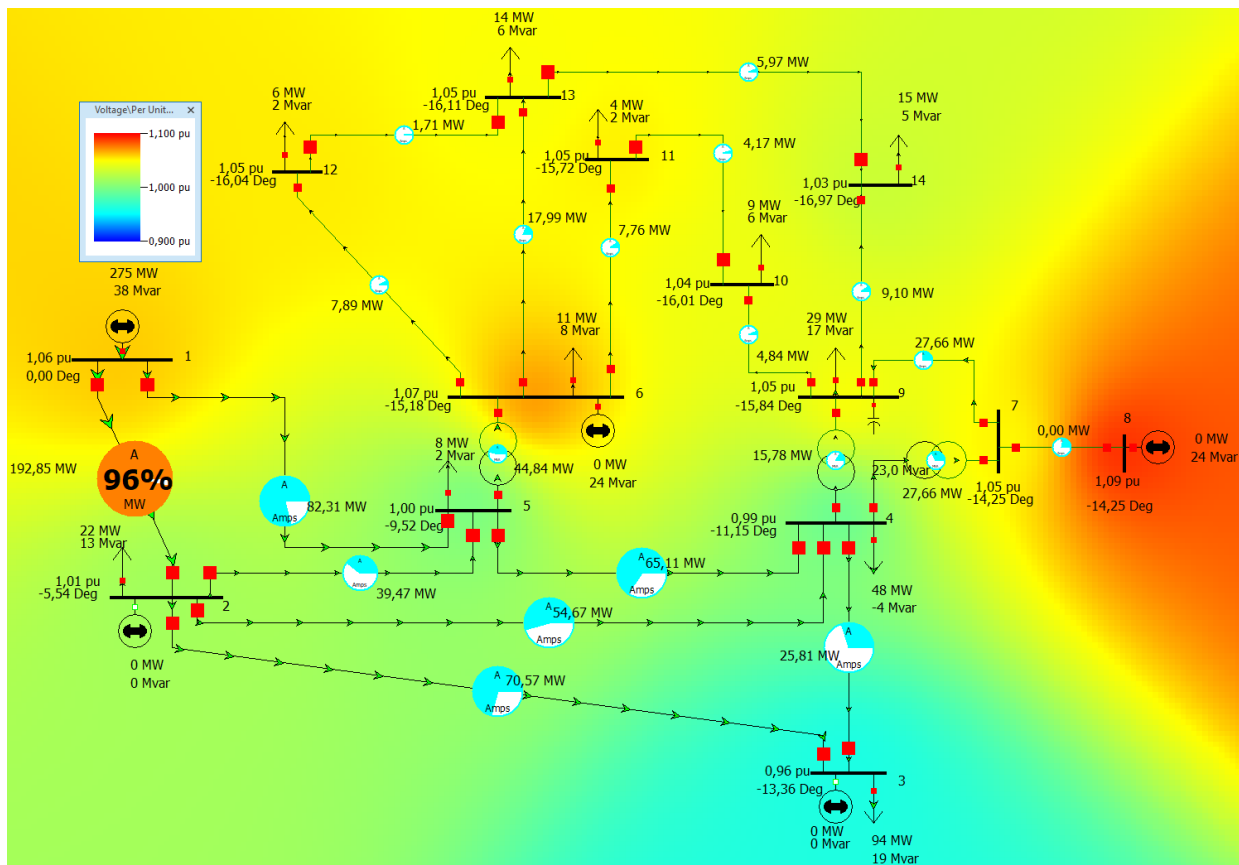 14 MW
6 Mvar
1,05 pu
-16,11 Deg
13
5,97 MW
Voltage\Per Unit...
×
1,100 pu
1,000 pu
0,900 pu
6 MW
2 Mvar
1,05 pu
-16,04 Deg
12
1,71 MW
4 MW
2 Mvar
1,05 pu
-15,72 Deg
11
4,17 MW
15 MW
5 Mvar
1,03 pu
-16,97 Deg
14
17,99 MW
7,76 MW
9 MW
6 Mvar
1,04 pu
-16,01 Deg
10
275 MW
38 Mvar
7,89 MW
9,10 MW
1,06 pu
0,00 Deg
1
11 MW
8 Mvar
29 MW
17 Mvar
27,66 MW
4,84 MW
1,07 pu
-15,18 Deg
6
1,05 pu
-15,84 Deg
9
7
8
0,00 MW
0 MW
24 Mvar
1,09 pu
-14,25 Deg
1,05 pu
-14,25 Deg
192,85 MW
A
96%
MW
A
Amps
82,31 MW
8 MW
2 Mvar
44,84 MW
0 MW
24 Mvar
15,78 MW
23,0 Mvar
27,66 MW
1,00 pu
-9,52 Deg
5
0,99 pu
-11,15 Deg
4
22 MW
13 Mvar
1,01 pu
-5,54 Deg
2
A
Amps
39,47 MW
A
65,11 MW
Amps
A
54,67 MW
Amps
48 MW
-4 Mvar
0 MW
0 Mvar
A
25,81 MW
Amps
A
70,57 MW
Amps
0,96 pu
-13,36 Deg
3
0 MW
0 Mvar
94 MW
19 Mvar